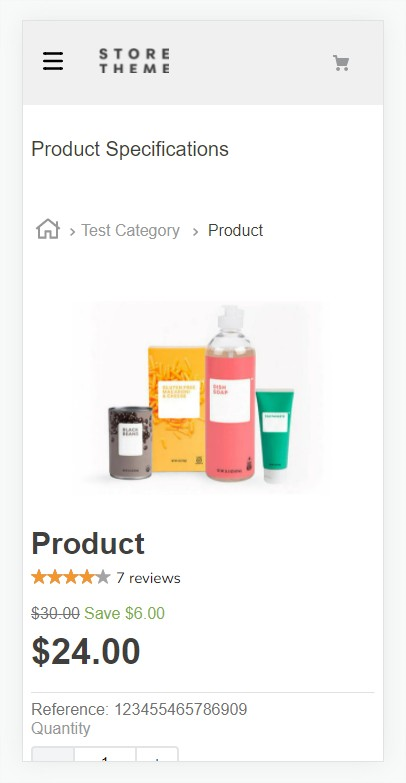 STORE
THEME
Product Specifications
Test Category
Product
BLACK
BEANS
GLUTEN FREE
MACARONI
& CHEESE
DISH
SOAP
Product
7 reviews
$30.00 Save $6.00
$24.00
Reference: 123455465786909
Quantity
1
+